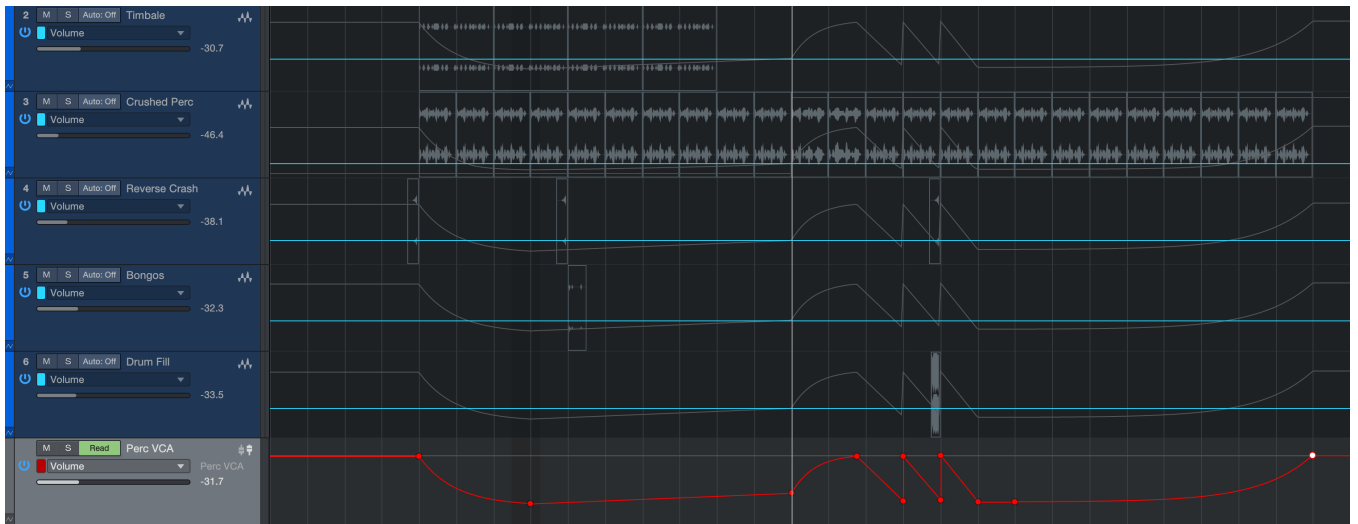 2 M S Auto: Off Timbale
Volume
-30.7
3 M S Auto: Off Crushed Perc
Volume
-46.4
4 M S Auto: Off Reverse Crash
Volume
-38.1
5 M S Auto: Off Bongos
Volume
-32.3
6 M S Auto: Off Drum Fill
Volume
-33.5
M S Read Perc VCA
Volume Perc VCA
-31.7